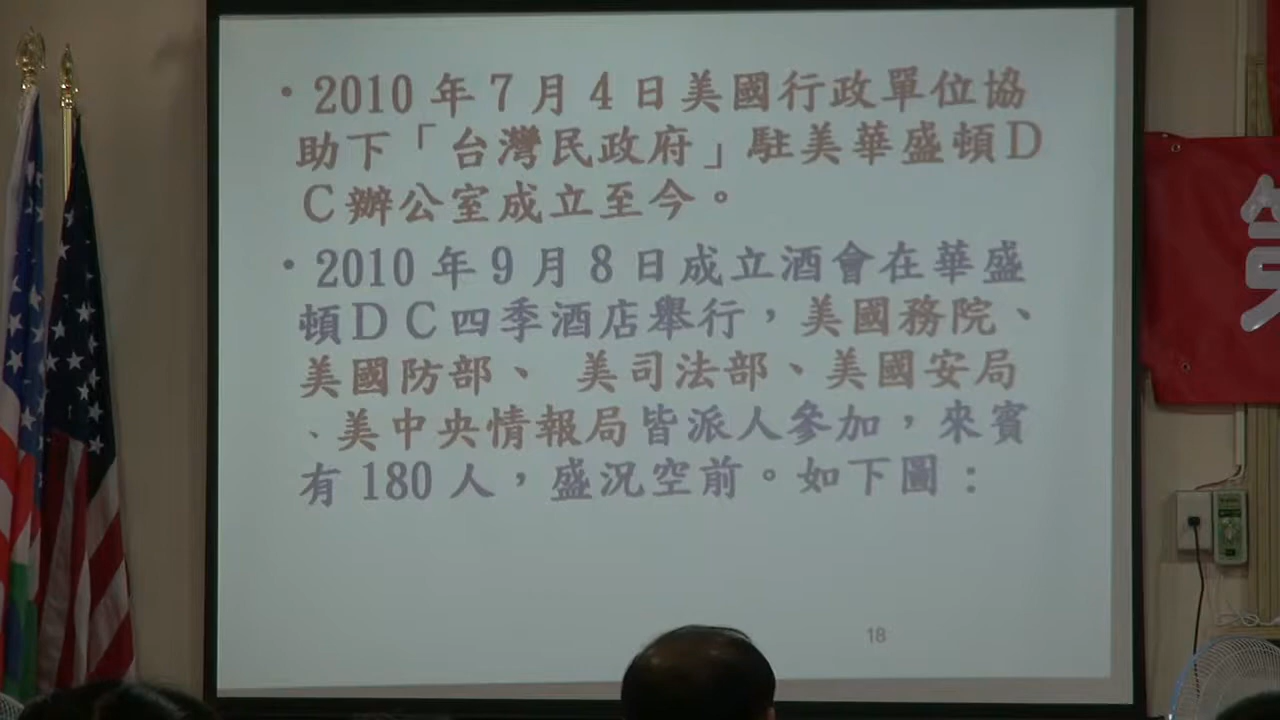 • 2010 年 7 月 4 日美國行政單位協
助下「台灣民政府」駐美華盛頓D
C辦公室成立至今。
• 2010 年 9 月 8 日成立酒會在華盛
頓DC四季酒店舉行，美國務院、
美國防部、 美司法部、美國安局
、美中央情報局皆派人參加，來賓
有 180 人，盛況空前。如下圖：
18
第